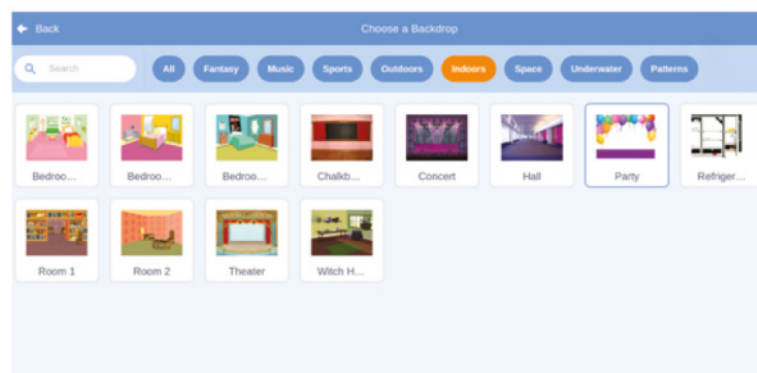 Back Choose a Backdrop
Search All Fantasy Music Sports Outdoors Indoors Space Underwater Patterns
Bedroo... Bedroo... Bedroo... Chalkb... Concert Hall Party Refriger...
Room 1 Room 2 Theater Witch H...